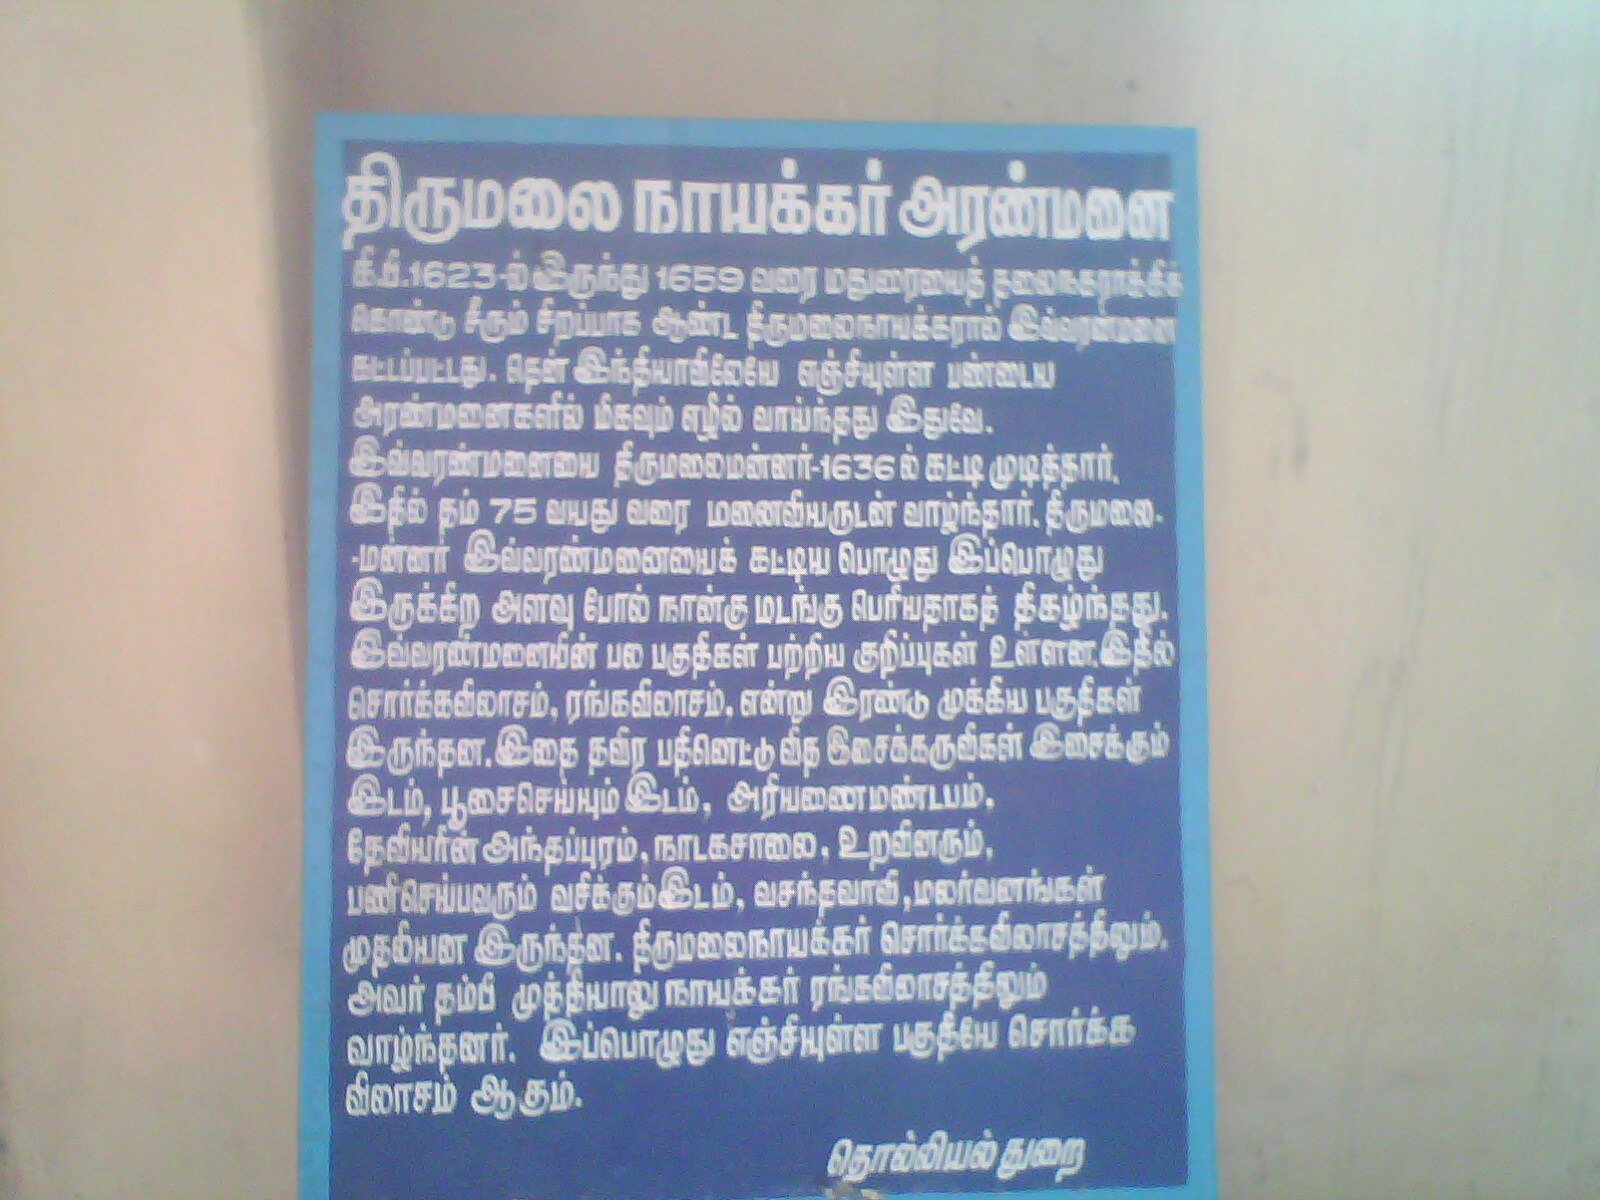 திருமலை நாயக்கர் அரண்மனை
கி.பி.1623-ல் இருந்து 1659 வரை மதுரையைத் தலைநகராக்கிக்
கொண்டு சீரும் சிறப்பாக ஆண்ட திருமலைநாயக்கரால் இவ்வரண்மனை
கட்டப்பட்டது. தென் இந்தியாவிலேயே எஞ்சியுள்ள பண்டைய
அரண்மனைகளில் மிகவும் எழில் வாய்ந்தது இதுவே.
இவ்வரண்மனையை திருமலைமன்னர்-1636ல் கட்டி முடித்தார்.
இதில் தம் 75 வயது வரை மனைவியருடன் வாழ்ந்தார். திருமலை-
-மன்னர் இவ்வரண்மனையைக் கட்டிய பொழுது இப்பொழுது
இருக்கிற அளவு போல் நான்கு மடங்கு பெரியதாகத் திகழ்ந்தது.
இவ்வரண்மனையின் பல பகுதிகள் பற்றிய குறிப்புகள் உள்ளன.இதில்
சொர்க்கவிலாசம், ரங்கவிலாசம், என்று இரண்டு முக்கிய பகுதிகள்
இருந்தன.இதை தவிர பதினெட்டு வித இசைக்கருவிகள் இசைக்கும்
இடம், பூசைசெய்யும்இடம், அரியணைமண்டபம்,
தேவியரின்அந்தப்புரம், நாடகசாலை, உறவினரும்,
பணிசெய்பவரும் வசிக்கும்இடம், வசந்தவாவி,மலர்வனங்கள்
முதலியன இருந்தன. திருமலைநாயக்கர் சொர்க்கவிலாசத்திலும்,
அவர் தம்பி முத்தியாலு நாயக்கர் ரங்கவிலாசத்திலும்
வாழ்ந்தனர். இப்பொழுது எஞ்சியுள்ள பகுதியே சொர்க்க
விலாசம் ஆகும்.
தொல்லியல் துறை